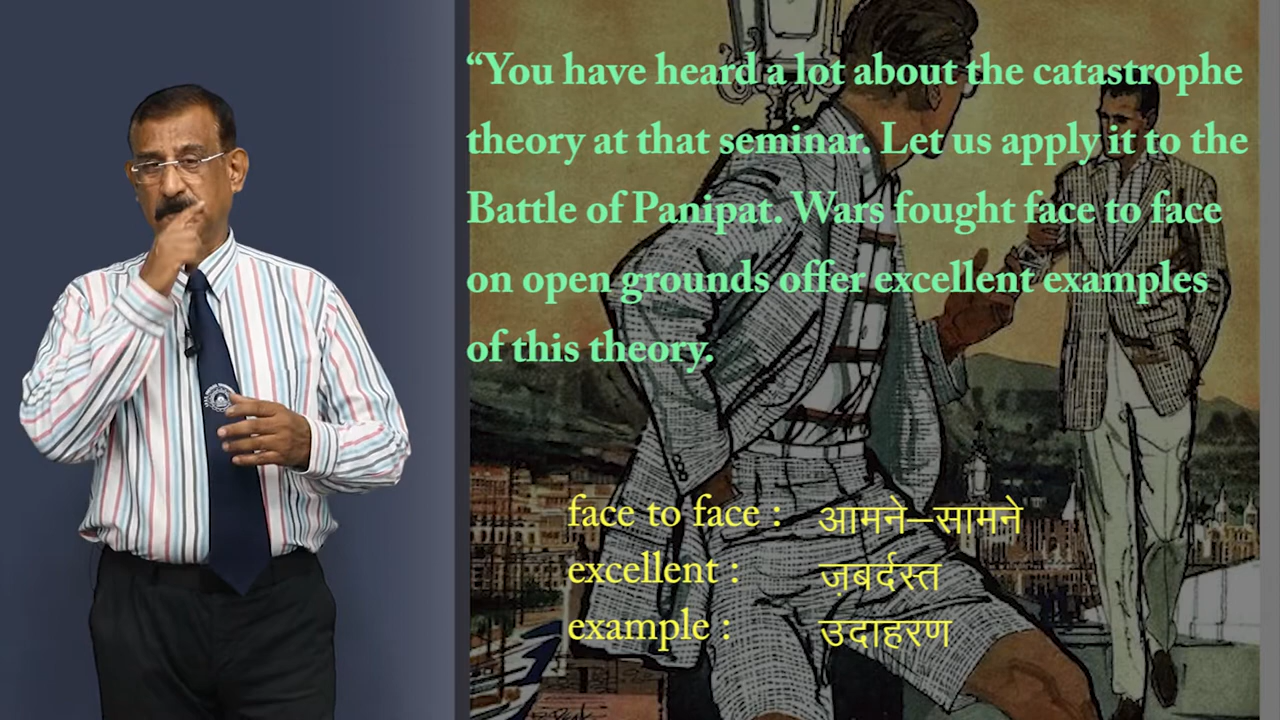 “You have heard a lot about the catastrophe
theory at that seminar. Let us apply it to the
Battle of Panipat. Wars fought face to face
on open grounds offer excellent examples
of this theory.
face to face : आमने–सामने
excellent : ज़बर्दस्त
example : उदाहरण